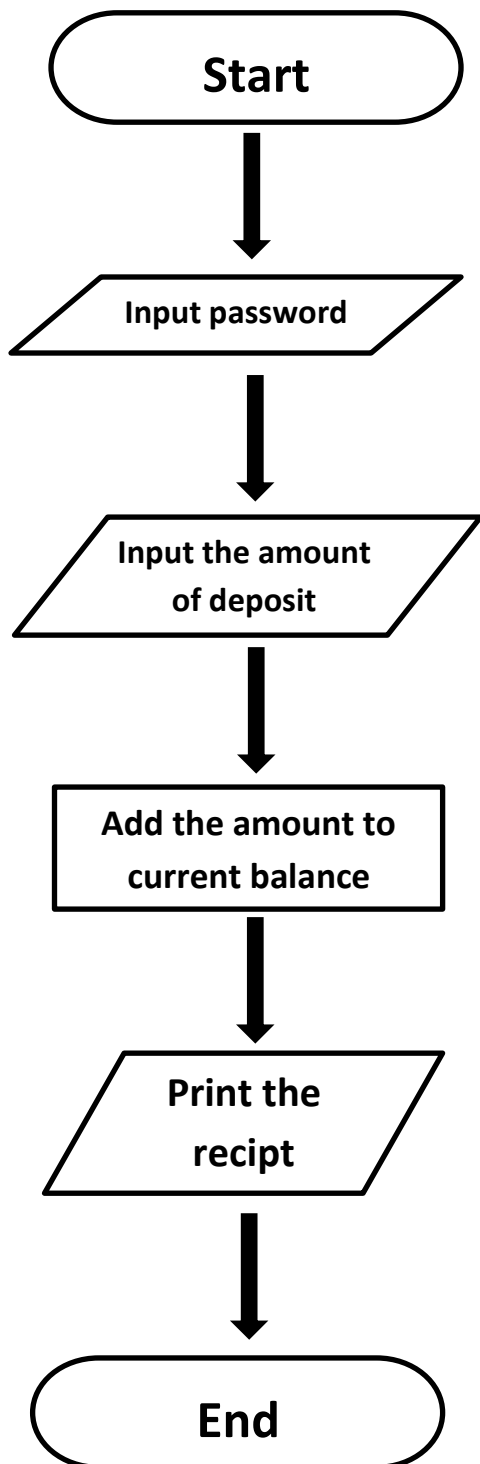 Start
Input password
Input the amount
of deposit
Add the amount to
current balance
Print the
recipt
End